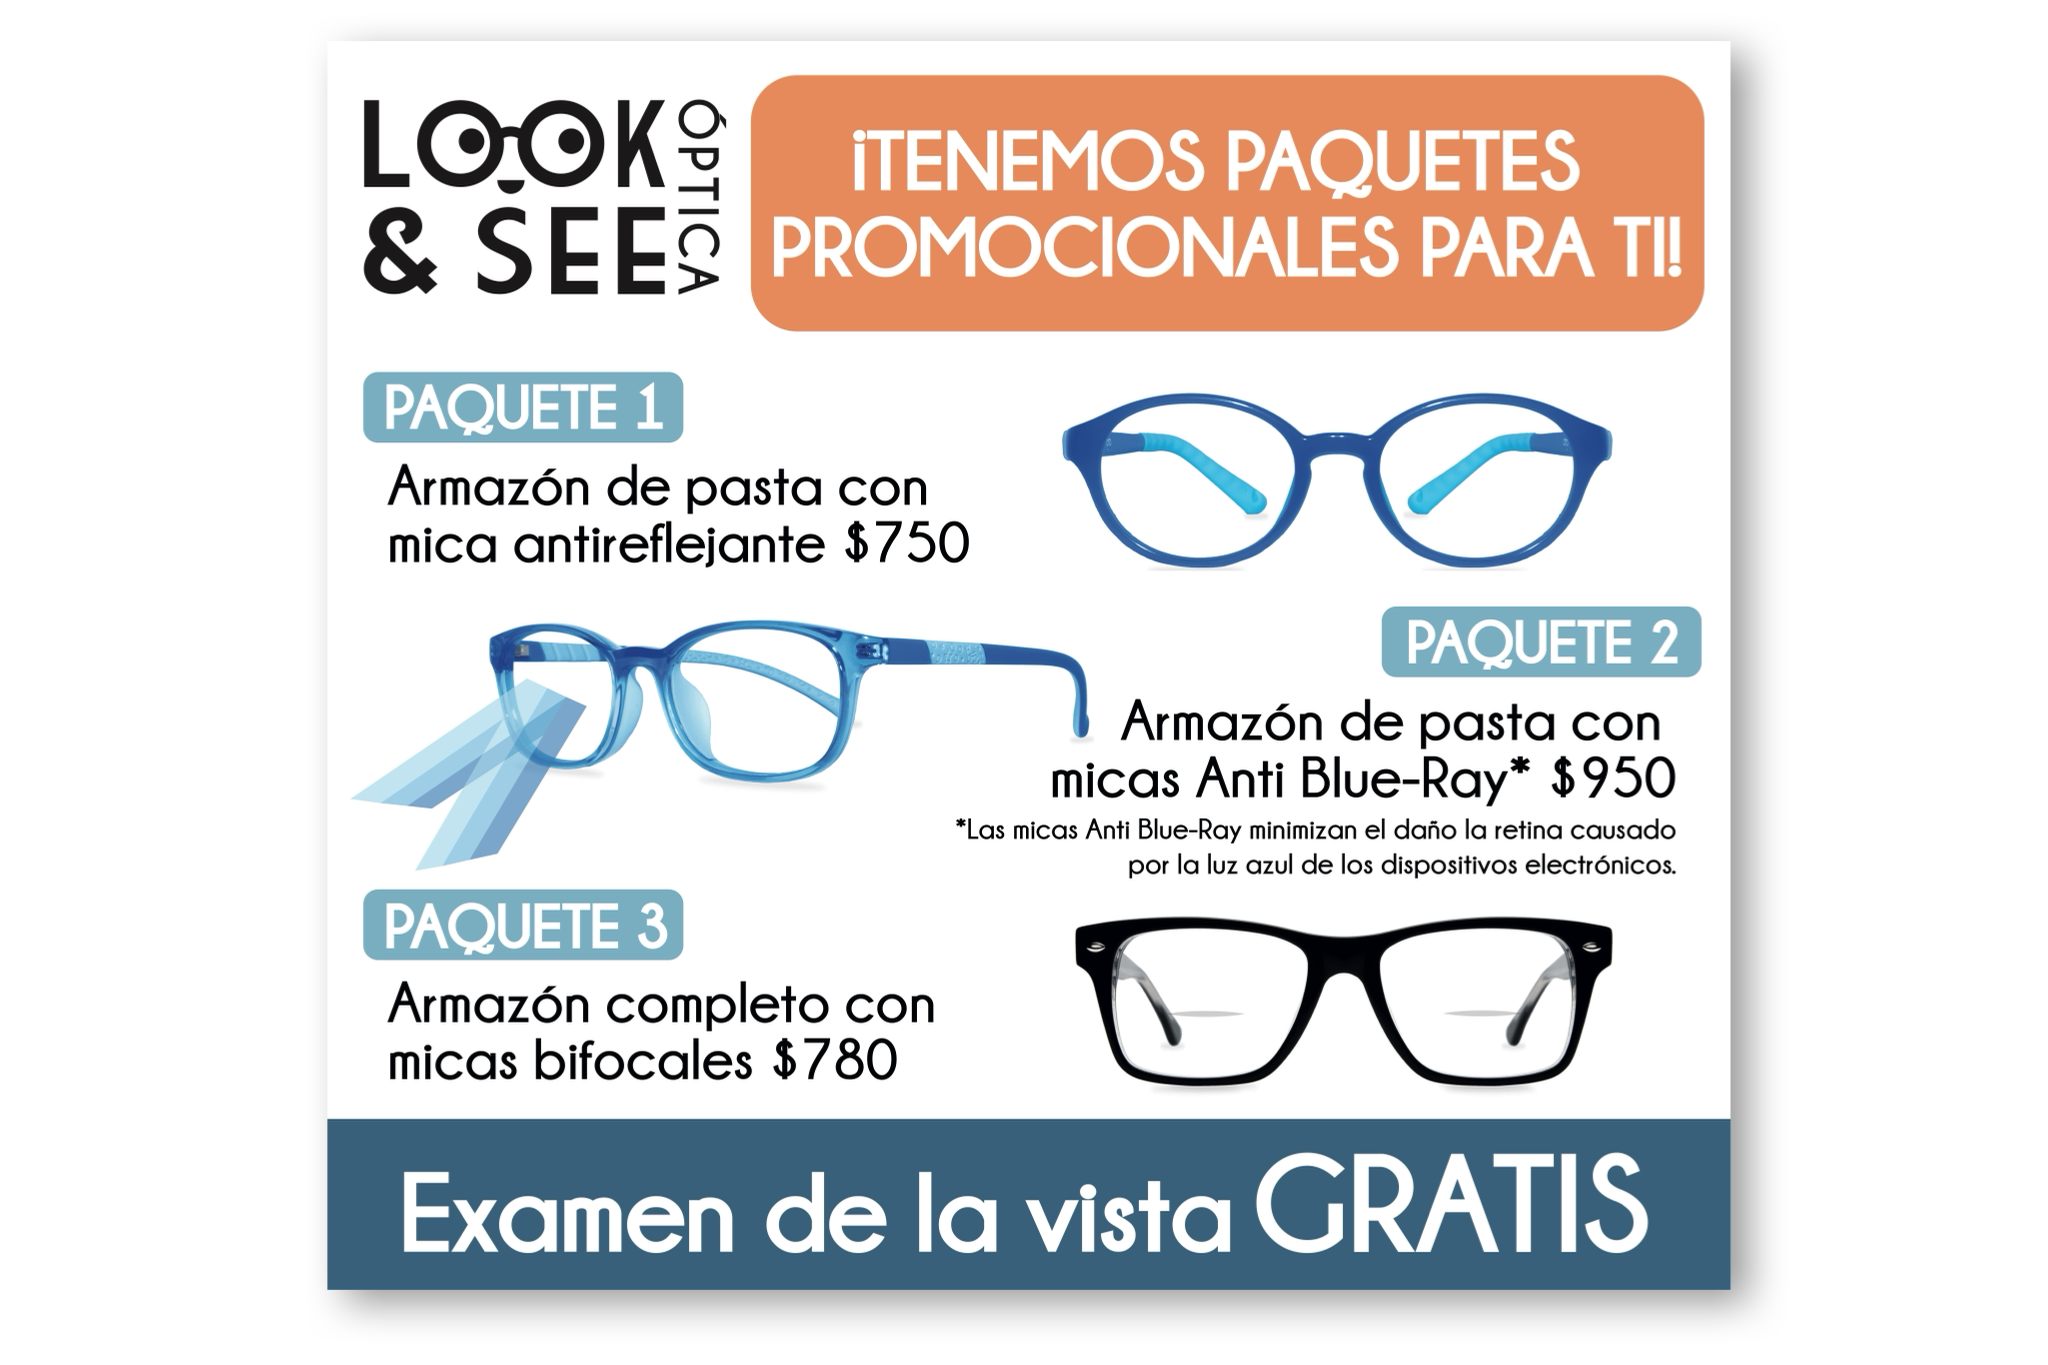 LOOK
& SEE
ÓPTICA
¡TENEMOS PAQUETES
PROMOCIONALES PARA TI!
PAQUETE 1
Armazón de pasta con
mica antireflejante $750
PAQUETE 2
Armazón de pasta con
micas Anti Blue-Ray* $950
*Las micas Anti Blue-Ray minimizan el daño la retina causado
por la luz azul de los dispositivos electrónicos.
PAQUETE 3
Armazón completo con
micas bifocales $780
Examen de la vista GRATIS